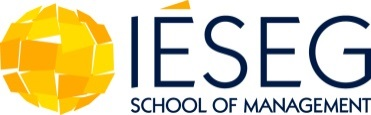 IÉSEG
SCHOOL OF MANAGEMENT